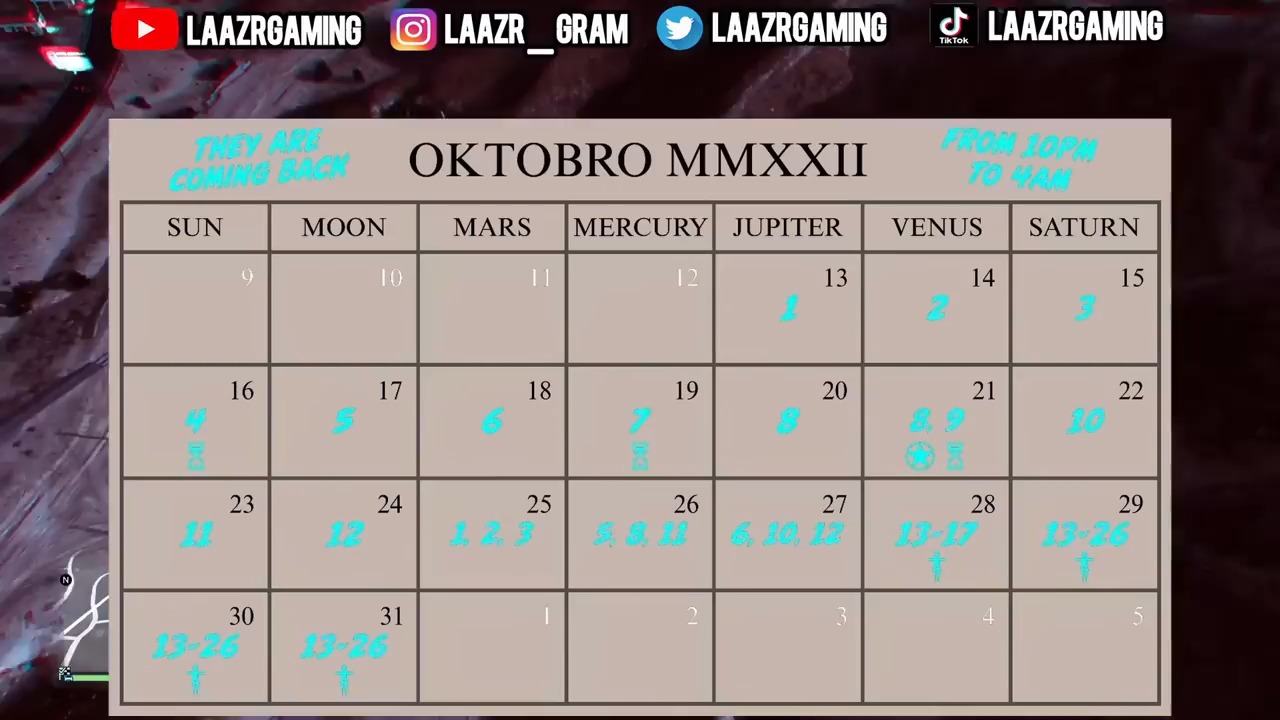 LAAZRGAMING LAAZR_GRAM LAAZRGAMING TikTok LAAZRGAMING
THEY ARE
COMING BACK
OKTOBRO MMXXII
FROM 10PM
TO 4AM
SUN MOON MARS MERCURY JUPITER VENUS SATURN
9 10 11 12 13 14 15
1 2 3
16 17 18 19 20 21 22
4 5 6 7 8 8, 9 10
23 24 25 26 27 28 29
11 12 1, 2, 3 5, 8, 11 6, 10, 12 13-17 13-26
30 31 1 2 3 4 5
13-26 13-26
N